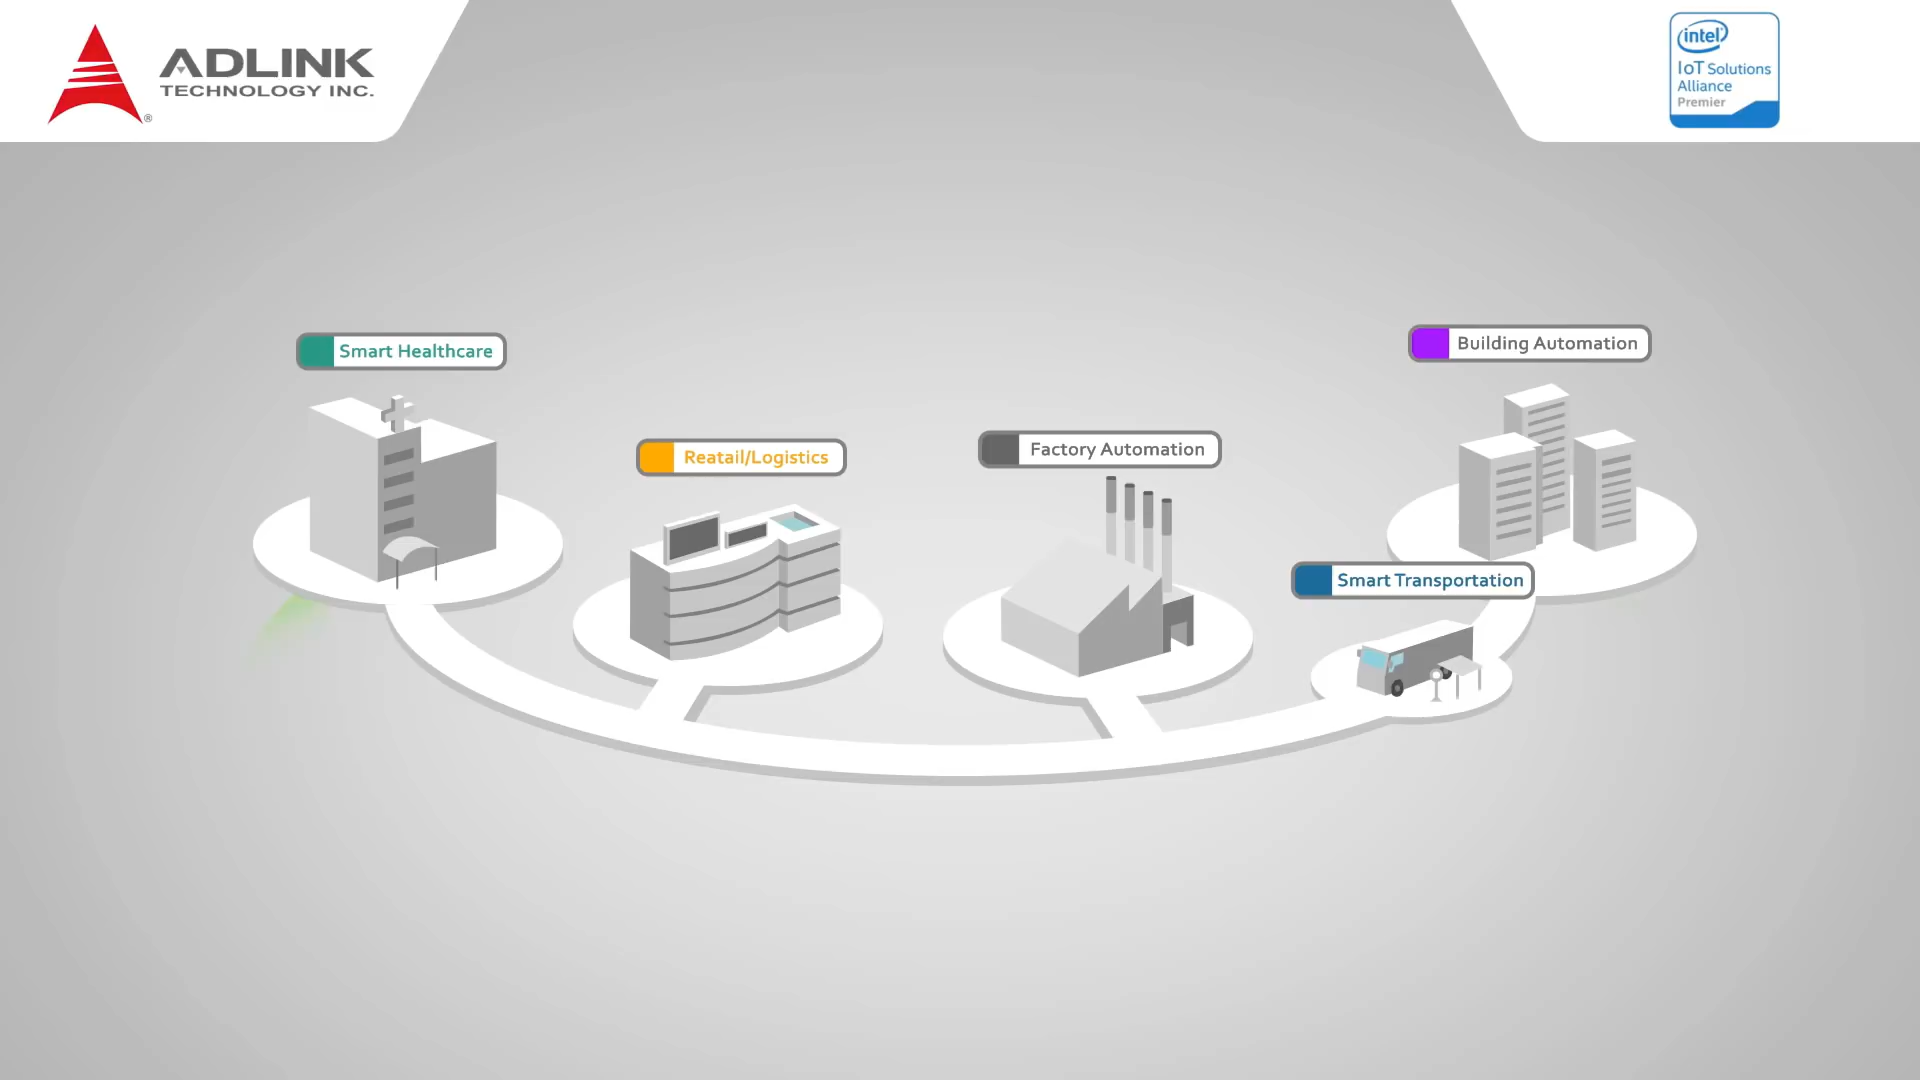 ADLINK
TECHNOLOGY INC.
®
intel
IoT Solutions
Alliance
Premier
Smart Healthcare
Reatail/Logistics
Factory Automation
Building Automation
Smart Transportation